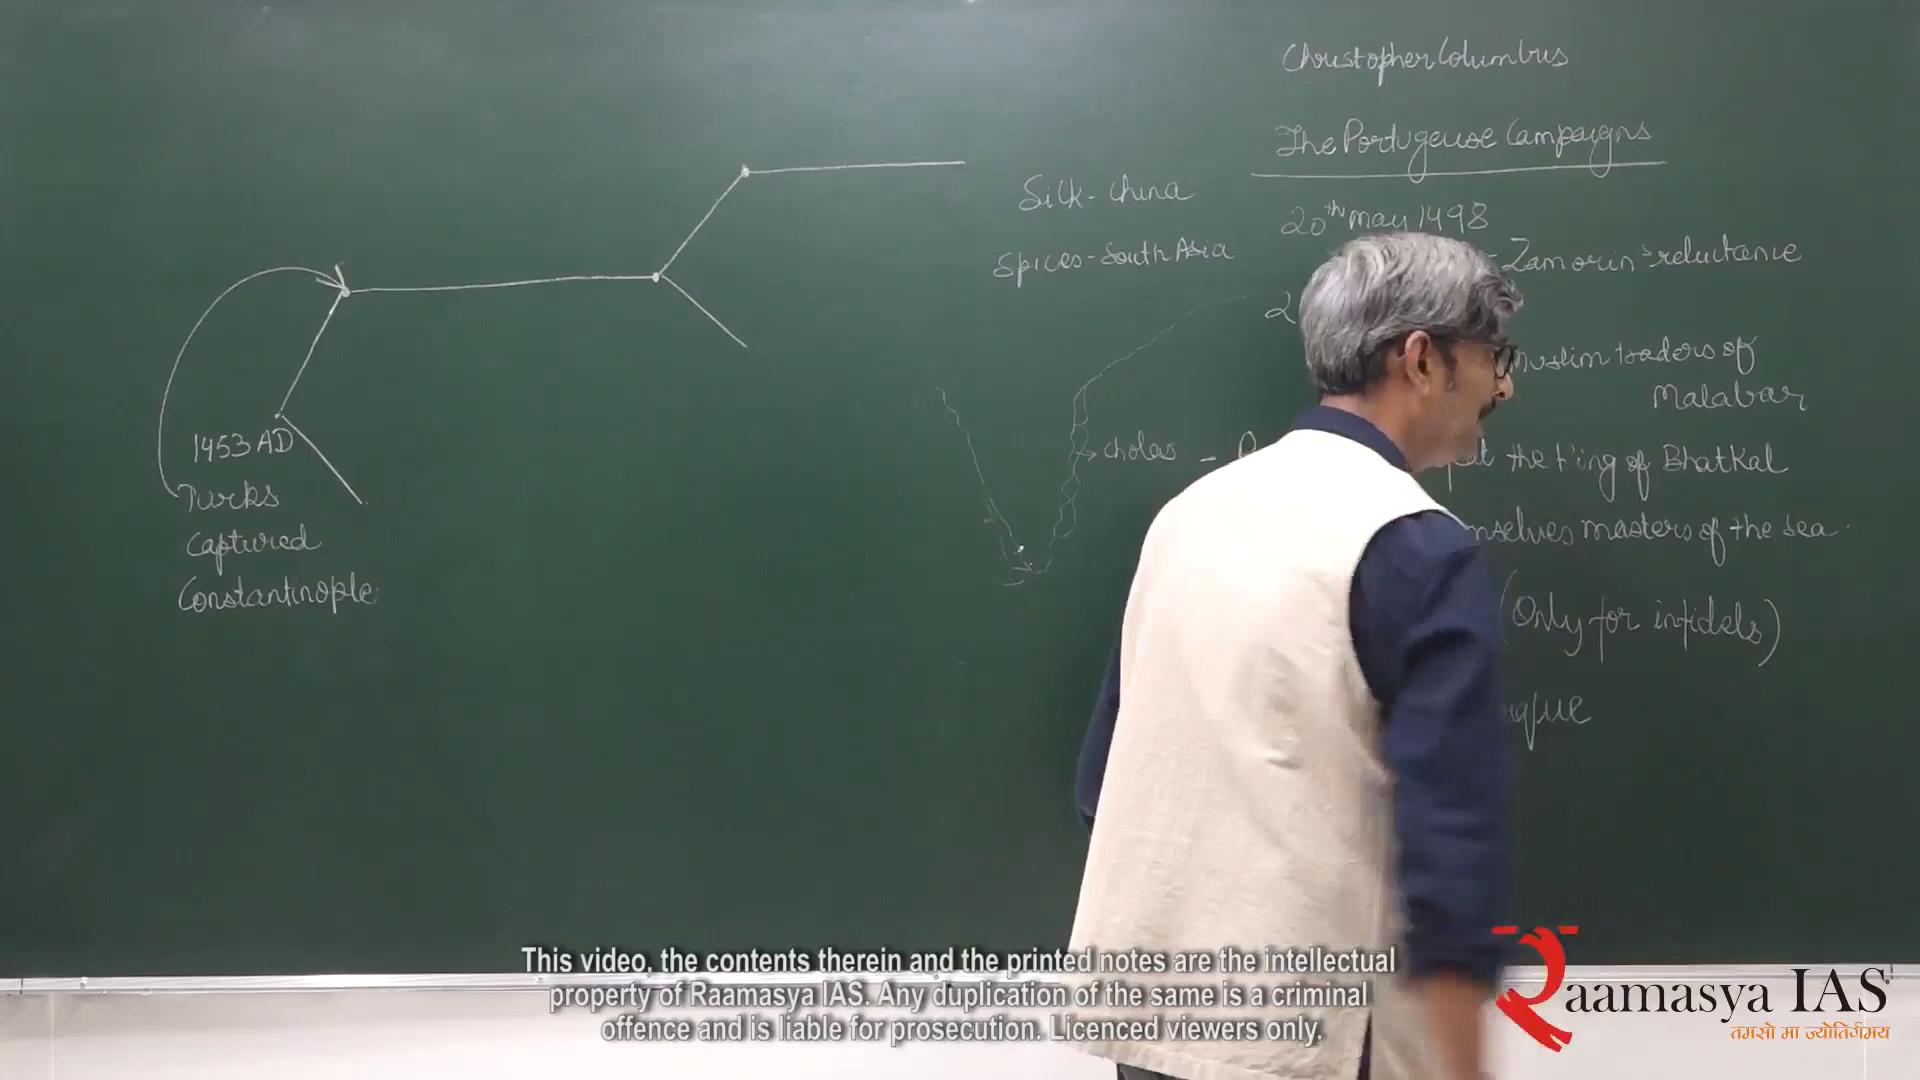 Christopher Columbus
The Portugeuse Campaigns
Silk - China
20th May 1498
Spices - South Asia
- Zamorin's reluctance
2
Muslim traders of
Malabar
1453 AD
Cholas -
the k'ing of Bhatkal
Turks
Captured
masters of the sea
Constantinople
(Only for infidels)
This video, the contents therein and the printed notes are the intellectual
property of Raamasya IAS. Any duplication of the same is a criminal
offence and is liable for prosecution. Licenced viewers only.
Raamasya IAS
तमसो मा ज्योतिर्गमय